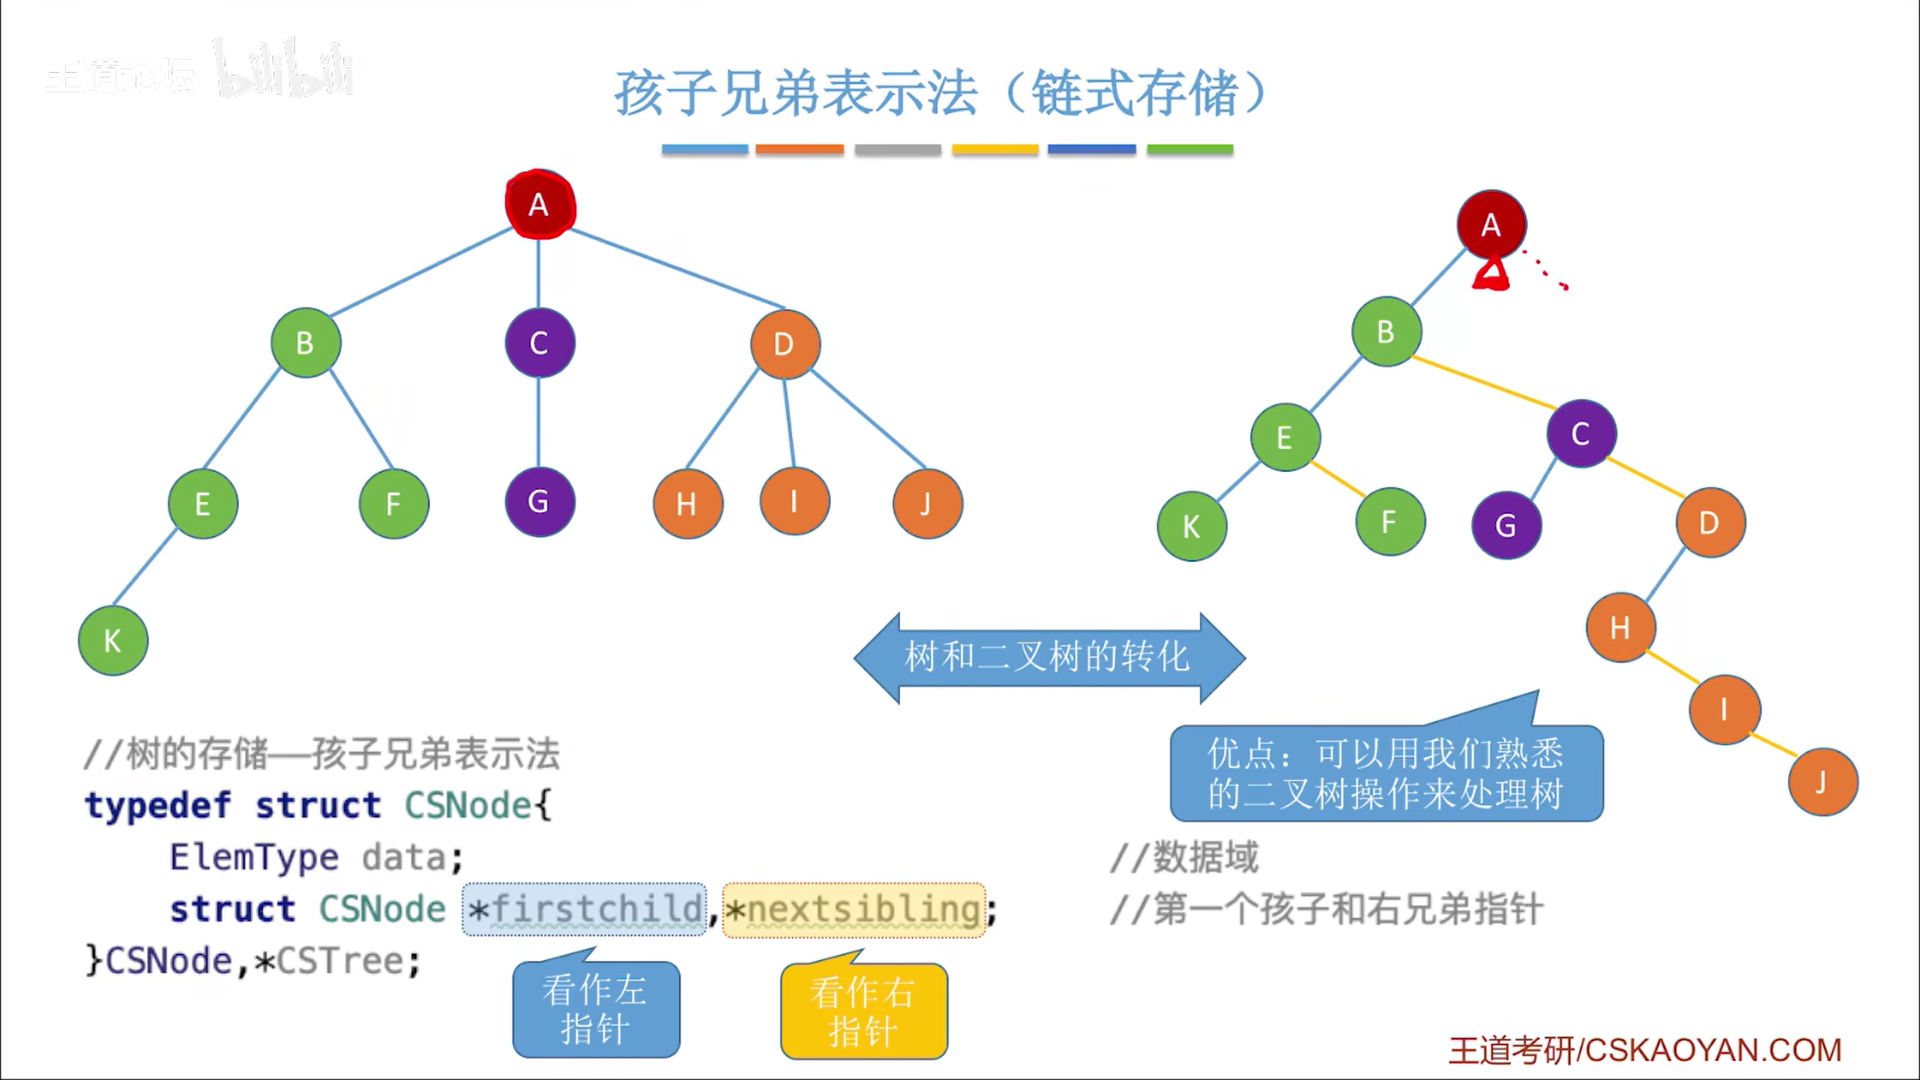 王道论坛 bilibili
孩子兄弟表示法（链式存储）
A
B C D
E F G H I J
K
A
B
E C
K F G D
H
I
J
树和二叉树的转化
优点：可以用我们熟悉
的二叉树操作来处理树
//树的存储——孩子兄弟表示法
typedef struct CSNode{
ElemType data; //数据域
struct CSNode *firstchild,*nextsibling; //第一个孩子和右兄弟指针
}CSNode,*CSTree;
看作左
指针
看作右
指针
王道考研/CSKAOYAN.COM